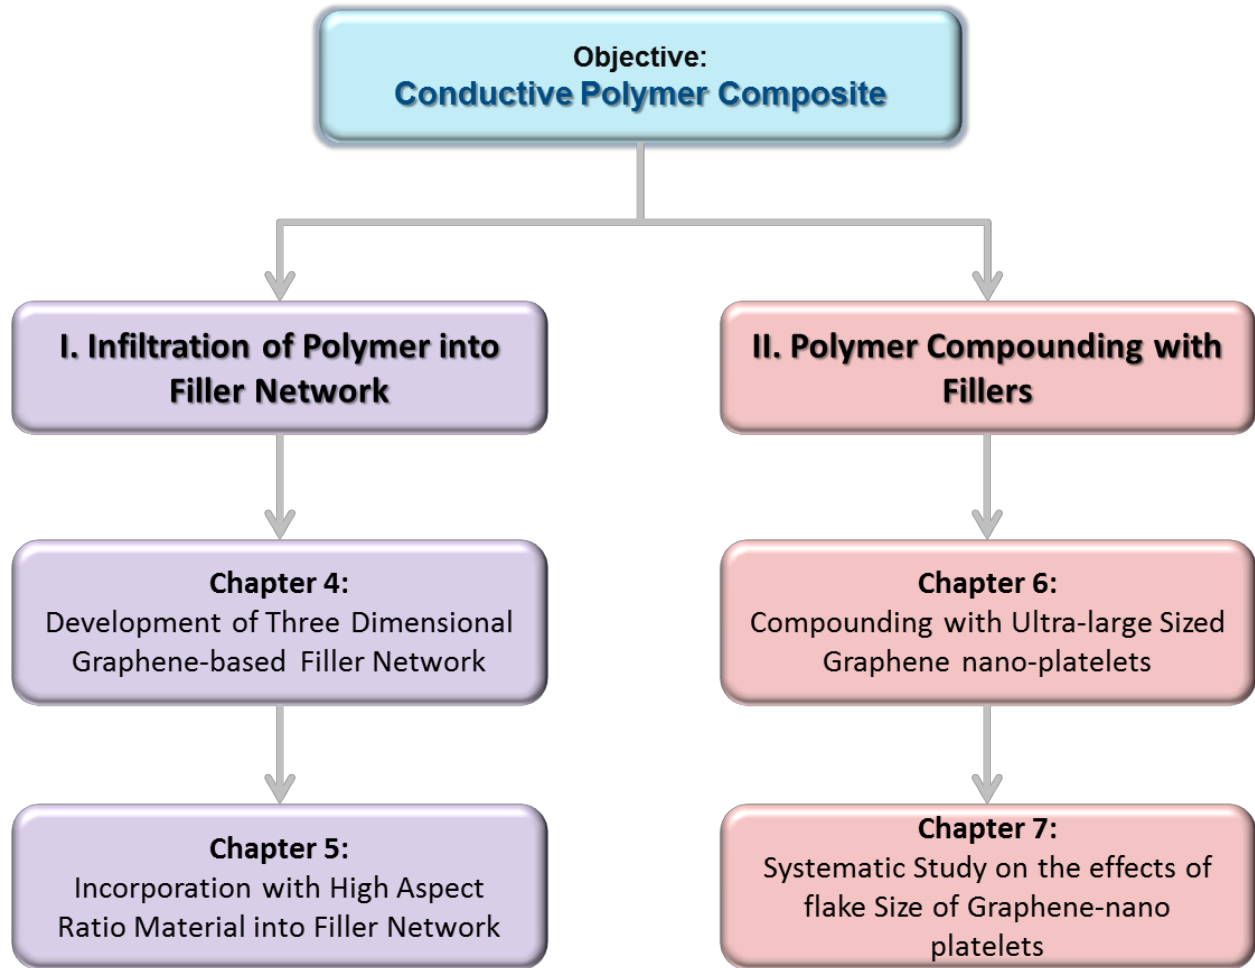 Objective:
Conductive Polymer Composite
I. Infiltration of Polymer into
Filler Network
II. Polymer Compounding with
Fillers
Chapter 4:
Development of Three Dimensional
Graphene-based Filler Network
Chapter 6:
Compounding with Ultra-large Sized
Graphene nano-platelets
Chapter 5:
Incorporation with High Aspect
Ratio Material into Filler Network
Chapter 7:
Systematic Study on the effects of
flake Size of Graphene-nano
platelets